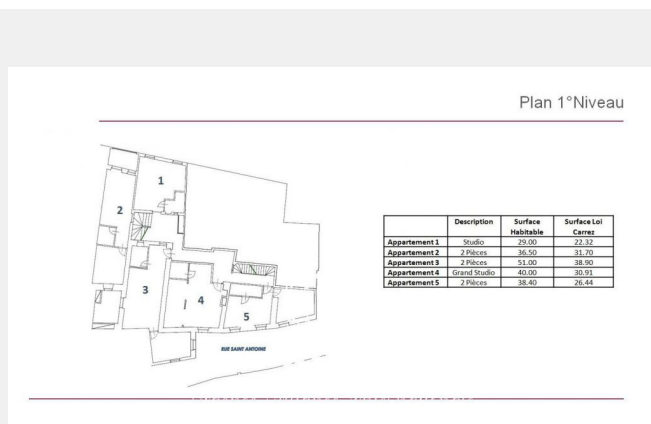 Plan 1°Niveau
1
2
3
4
5
RUE SAINT ANTOINE
Description Surface Habitable Surface Loi Carrez
Appartement 1 Studio 29.00 22.32
Appartement 2 2 Pièces 36.50 31.70
Appartement 3 2 Pièces 51.00 38.90
Appartement 4 Grand Studio 40.00 30.91
Appartement 5 2 Pièces 38.40 26.44